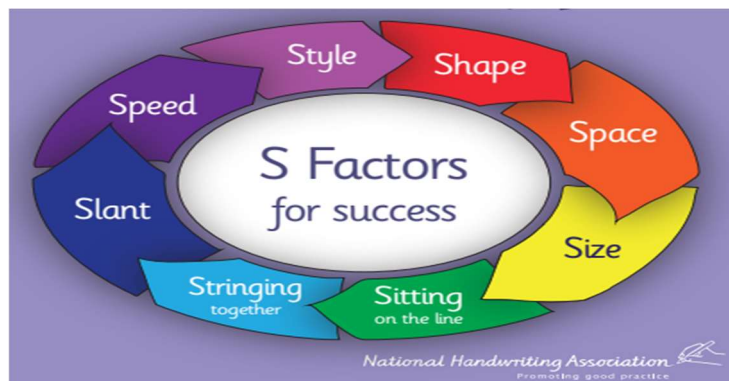 Style
Shape
Space
Size
Sitting
on the line
Stringing
together
Slant
Speed
S Factors
for success
National Handwriting Association
Promoting good practice